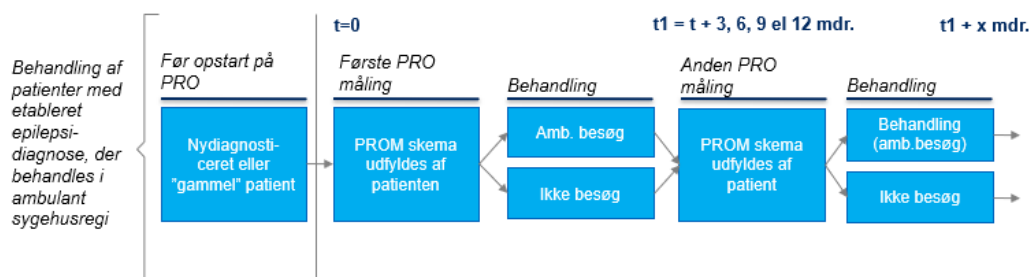 t=0
t1 = t + 3, 6, 9 el 12 mdr.
t1 + x mdr.
Behandling af
patienter med
etableret
epilepsi-
diagnose, der
behandles i
ambulant
sygehusregi
Før opstart på
PRO
Nydiagnosti-
ceret eller
"gammel" patient
Første PRO
måling
PROM skema
udfyldes af
patienten
Behandling
Amb. besøg
Ikke besøg
Anden PRO
måling
PROM skema
udfyldes af
patient
Behandling
Behandling
(amb.besøg)
Ikke besøg